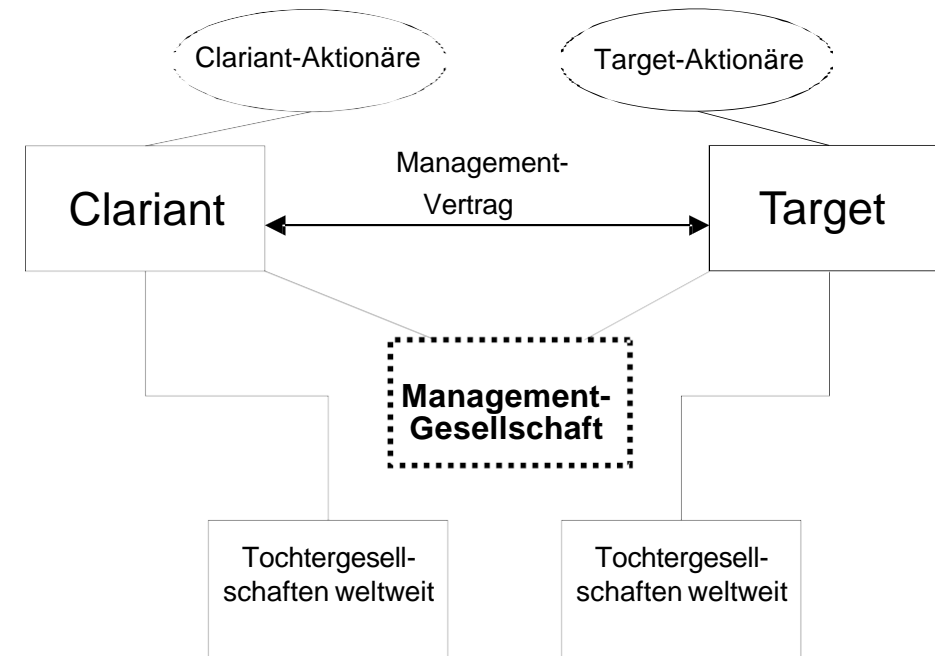 Clariant-Aktionäre
Target-Aktionäre
Clariant
Management-
Vertrag
Target
Management-
Gesellschaft
Tochtergesell-
schaften weltweit
Tochtergesell-
schaften weltweit